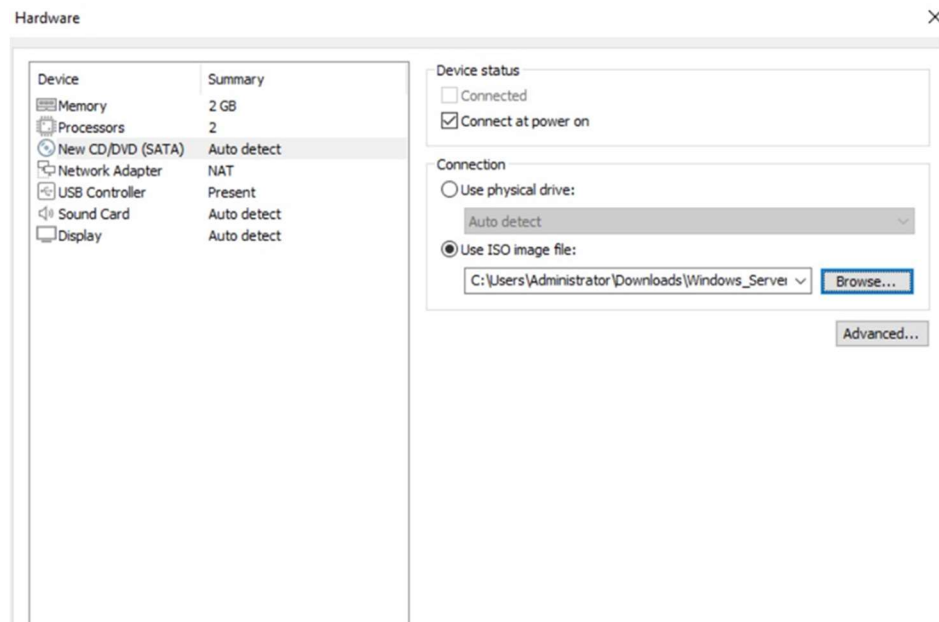 Hardware
Device Summary
Memory 2 GB
Processors 2
New CD/DVD (SATA) Auto detect
Network Adapter NAT
USB Controller Present
Sound Card Auto detect
Display Auto detect
Device status
Connected
Connect at power on
Connection
Use physical drive:
Auto detect
Use ISO image file:
C:\Users\Administrator\Downloads\Windows_Server
Browse...
Advanced...